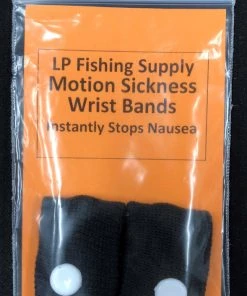 LP Fishing Supply
Motion Sickness
Wrist Bands
Instantly Stops Nausea